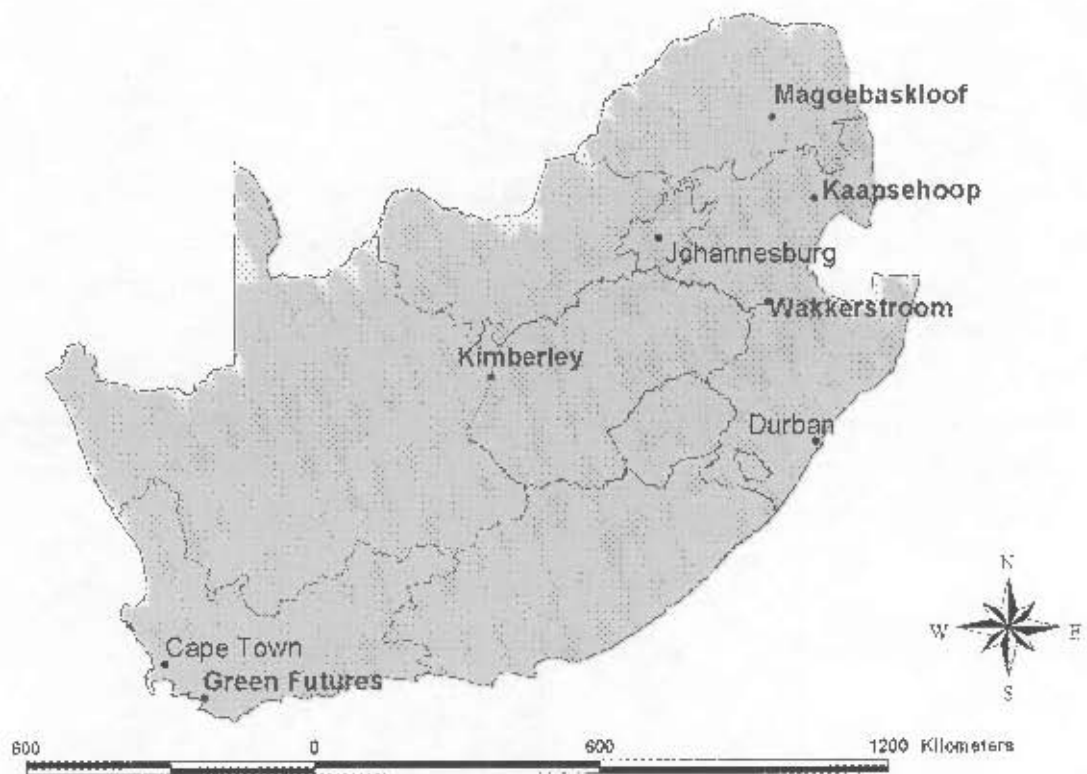 Magoebaskloof
Kaapsehoop
Johannesburg
Wakkerstroom
Kimberley
Durban
N
W E
S
Cape Town
Green Futures
600 0 600 1200 Kilometers